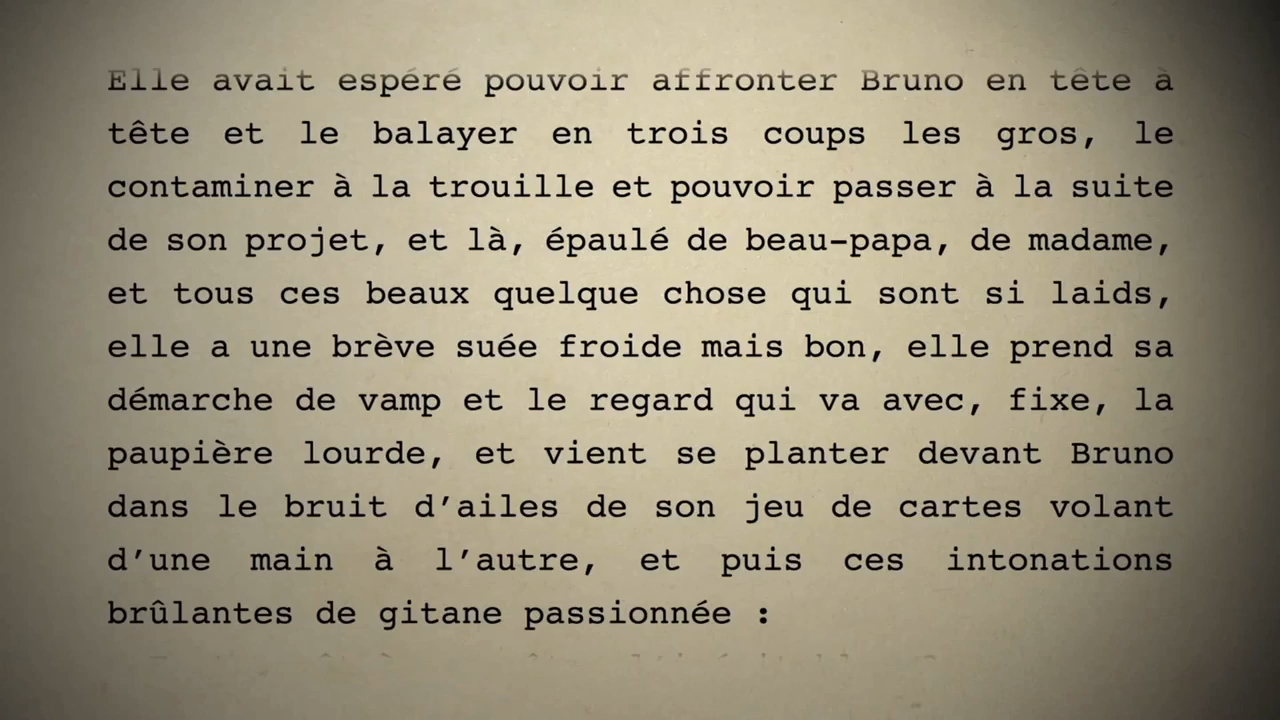 Elle avait espéré pouvoir affronter Bruno en tête à
tête et le balayer en trois coups les gros, le
contaminer à la trouille et pouvoir passer à la suite
de son projet, et là, épaulé de beau-papa, de madame,
et tous ces beaux quelque chose qui sont si laids,
elle a une brève suée froide mais bon, elle prend sa
démarche de vamp et le regard qui va avec, fixe, la
paupière lourde, et vient se planter devant Bruno
dans le bruit d’ailes de son jeu de cartes volant
d’une main à l’autre, et puis ces intonations
brûlantes de gitane passionnée :